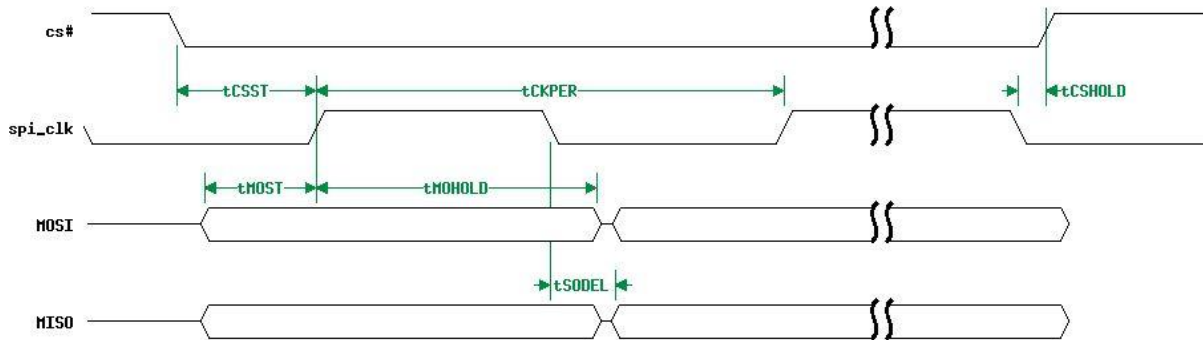 cs#
tCSST
tCKPER
tCSHOLD
spi_clk
tMOST
tMOHOLD
MOSI
tSODEL
MISO